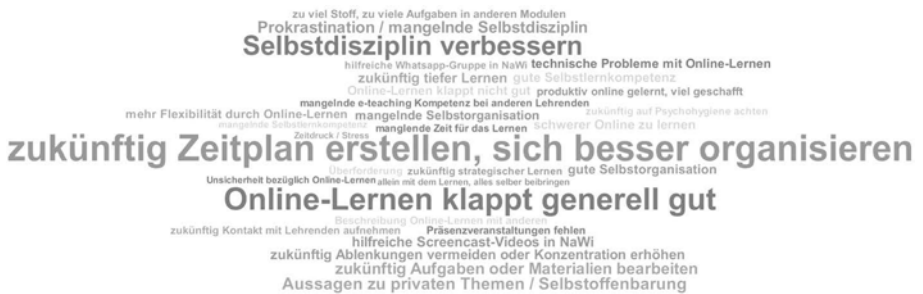 zu viel Stoff, zu viele Aufgaben in anderen Modulen
Prokrastination / mangelnde Selbstdisziplin
Selbstdisziplin verbessern
hilfreiche Whatsapp-Gruppe in NaWi technische Probleme mit Online-Lernen
zukünftig tiefer Lernen gute Selbstlernkompetenz
Online-Lernen klappt nicht gut produktiv online gelernt, viel geschafft
mangelnde e-teaching Kompetenz bei anderen Lehrenden
mehr Flexibilität durch Online-Lernen mangelnde Selbstorganisation zukünftig auf Psychohygiene achten
mangelnde Selbstlernkompetenz manglende Zeit für das Lernen schwerer Online zu lernen
Zeitdruck / Stress
zukünftig Zeitplan erstellen, sich besser organisieren
Überforderung zukünftig strategischer Lernen gute Selbstorganisation
Unsicherheit bezüglich Online-Lernen allein mit dem Lernen, alles selber beibringen
Online-Lernen klappt generell gut
Beschreibung Online-Lernen mit anderen
zukünftig Kontakt mit Lehrenden aufnehmen Präsenzveranstaltungen fehlen
hilfreiche Screencast-Videos in NaWi
zukünftig Ablenkungen vermeiden oder Konzentration erhöhen
zukünftig Aufgaben oder Materialien bearbeiten
Aussagen zu privaten Themen / Selbstoffenbarung